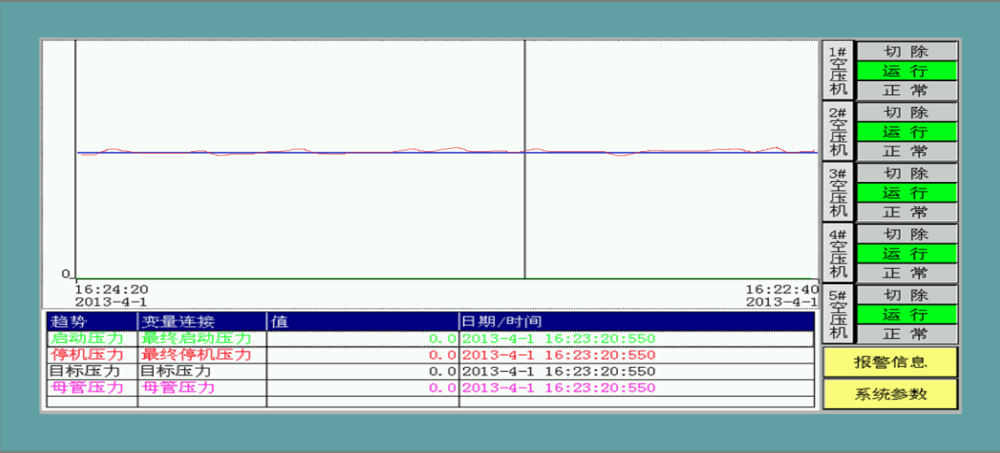 0
16:24:20
2013-4-1
16:22:40
2013-4-1
趋势 变量连接 值 日期/时间
启动压力 最终启动压力 0.0 2013-4-1 16:23:20:550
停机压力 最终停机压力 0.0 2013-4-1 16:23:20:550
目标压力 目标压力 0.0 2013-4-1 16:23:20:550
母管压力 母管压力 0.0 2013-4-1 16:23:20:550
1#空压机
切 除
运 行
正 常
2#空压机
切 除
运 行
正 常
3#空压机
切 除
运 行
正 常
4#空压机
切 除
运 行
正 常
5#空压机
切 除
运 行
正 常
报警信息
系统参数